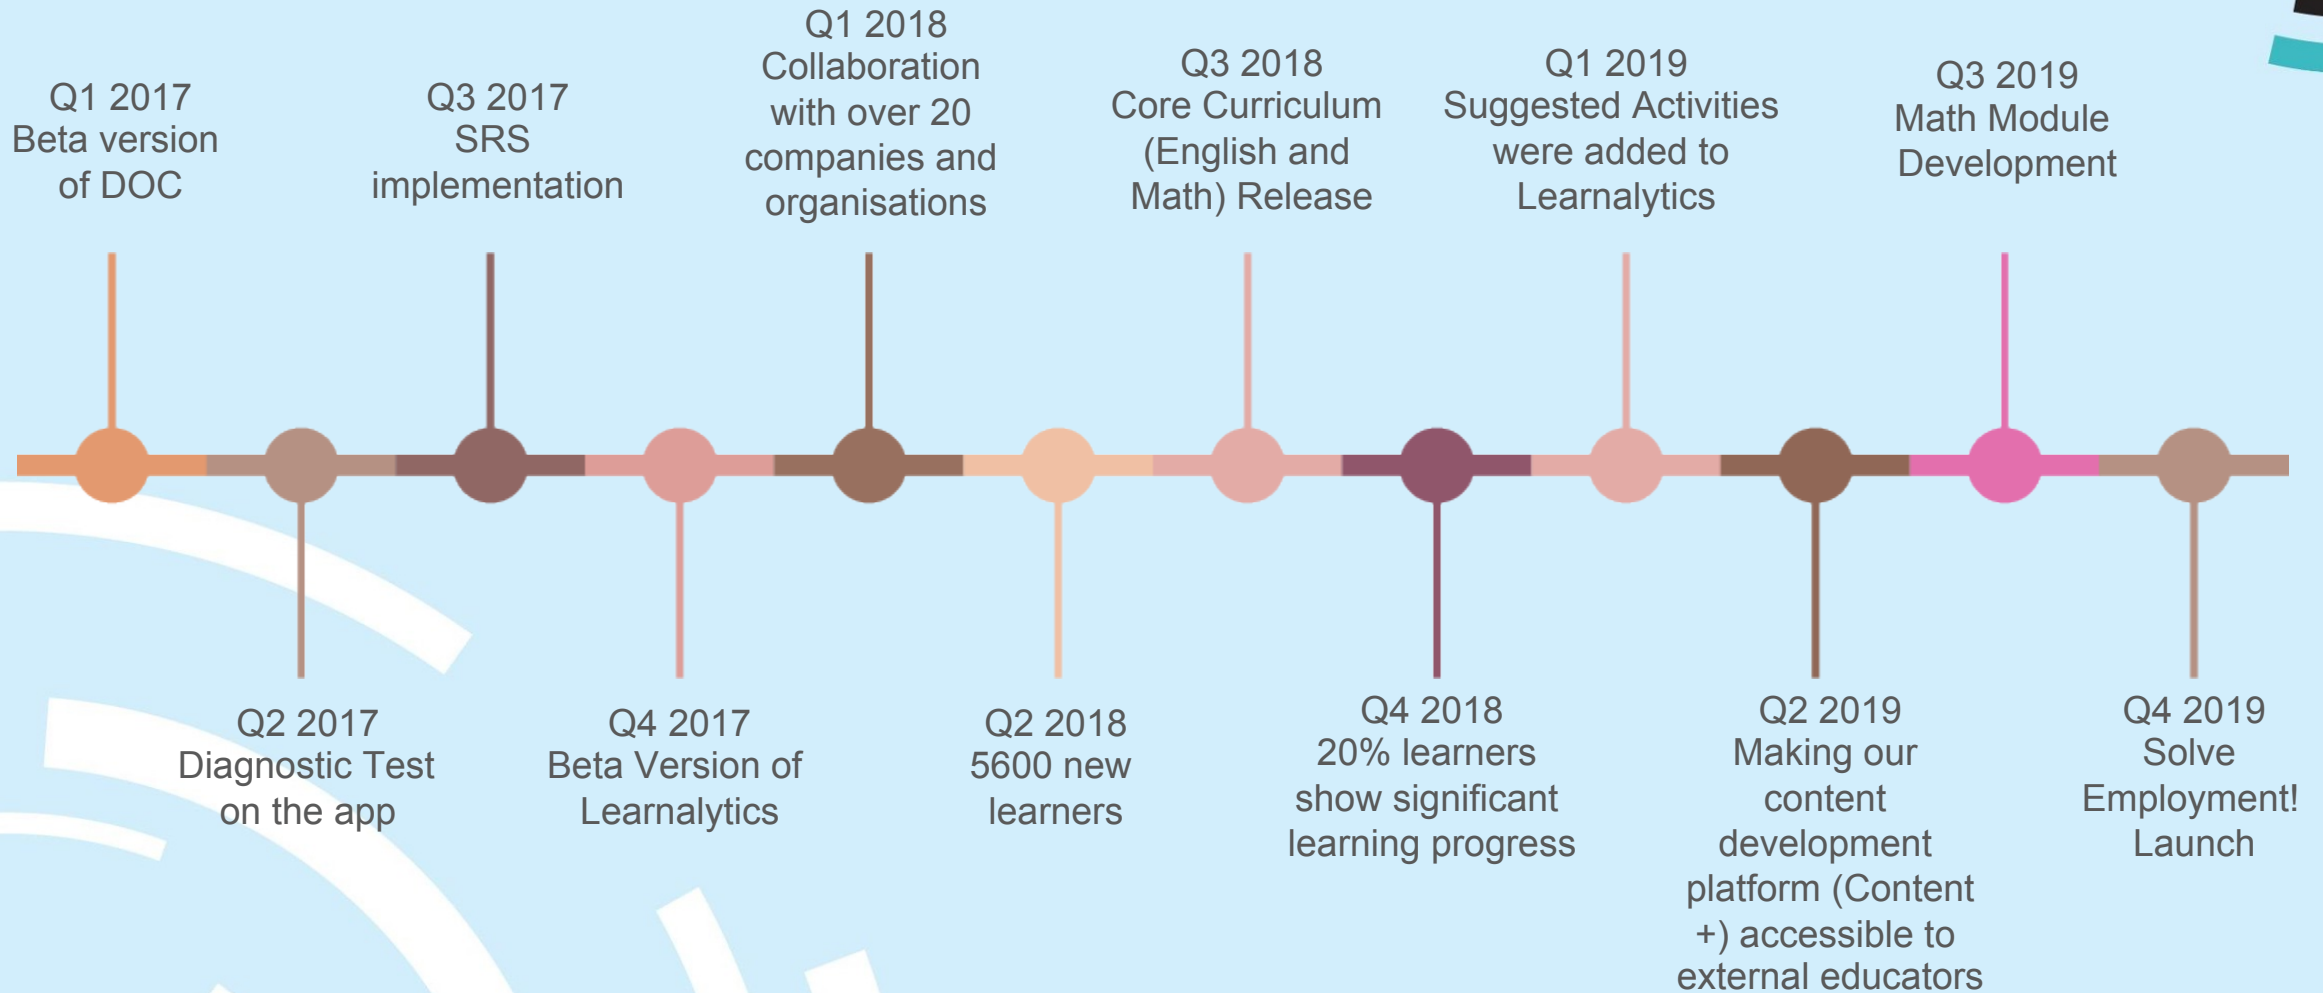 Q1 2017
Beta version
of DOC
Q2 2017
Diagnostic Test
on the app
Q3 2017
SRS
implementation
Q4 2017
Beta Version of
Learnalytics
Q1 2018
Collaboration
with over 20
companies and
organisations
Q2 2018
5600 new
learners
Q3 2018
Core Curriculum
(English and
Math) Release
Q4 2018
20% learners
show significant
learning progress
Q1 2019
Suggested Activities
were added to
Learnalytics
Q2 2019
Making our
content
development
platform (Content
+) accessible to
external educators
Q3 2019
Math Module
Development
Q4 2019
Solve
Employment!
Launch